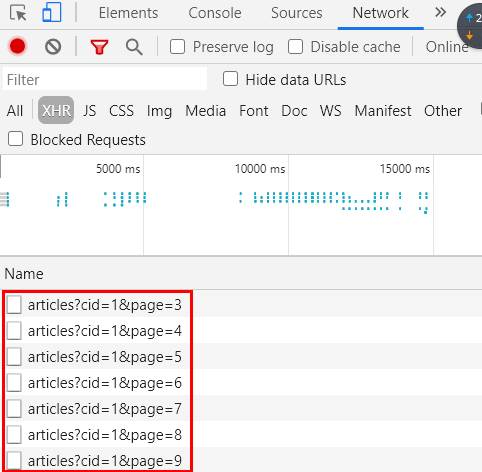 Elements Console Sources Network »
Preserve log Disable cache Online
Filter Hide data URLs
All XHR JS CSS Img Media Font Doc WS Manifest Other
Blocked Requests
5000 ms 10000 ms 15000 ms
Name
articles?cid=1&page=3
articles?cid=1&page=4
articles?cid=1&page=5
articles?cid=1&page=6
articles?cid=1&page=7
articles?cid=1&page=8
articles?cid=1&page=9